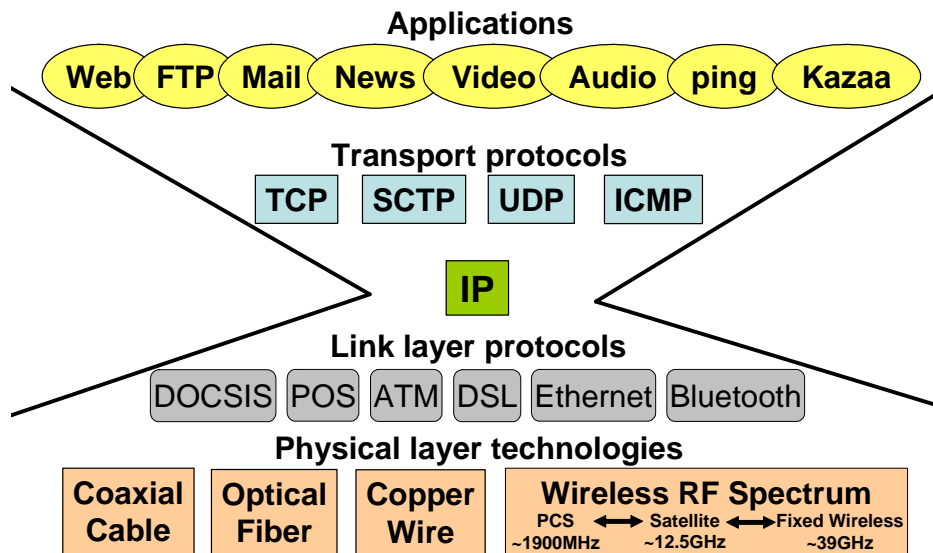 Applications
Web FTP Mail News Video Audio ping Kazaa
Transport protocols
TCP SCTP UDP ICMP
IP
Link layer protocols
DOCSIS POS ATM DSL Ethernet Bluetooth
Physical layer technologies
Coaxial Cable
Optical Fiber
Copper Wire
Wireless RF Spectrum
PCS Satellite Fixed Wireless
~1900MHz ~12.5GHz ~39GHz